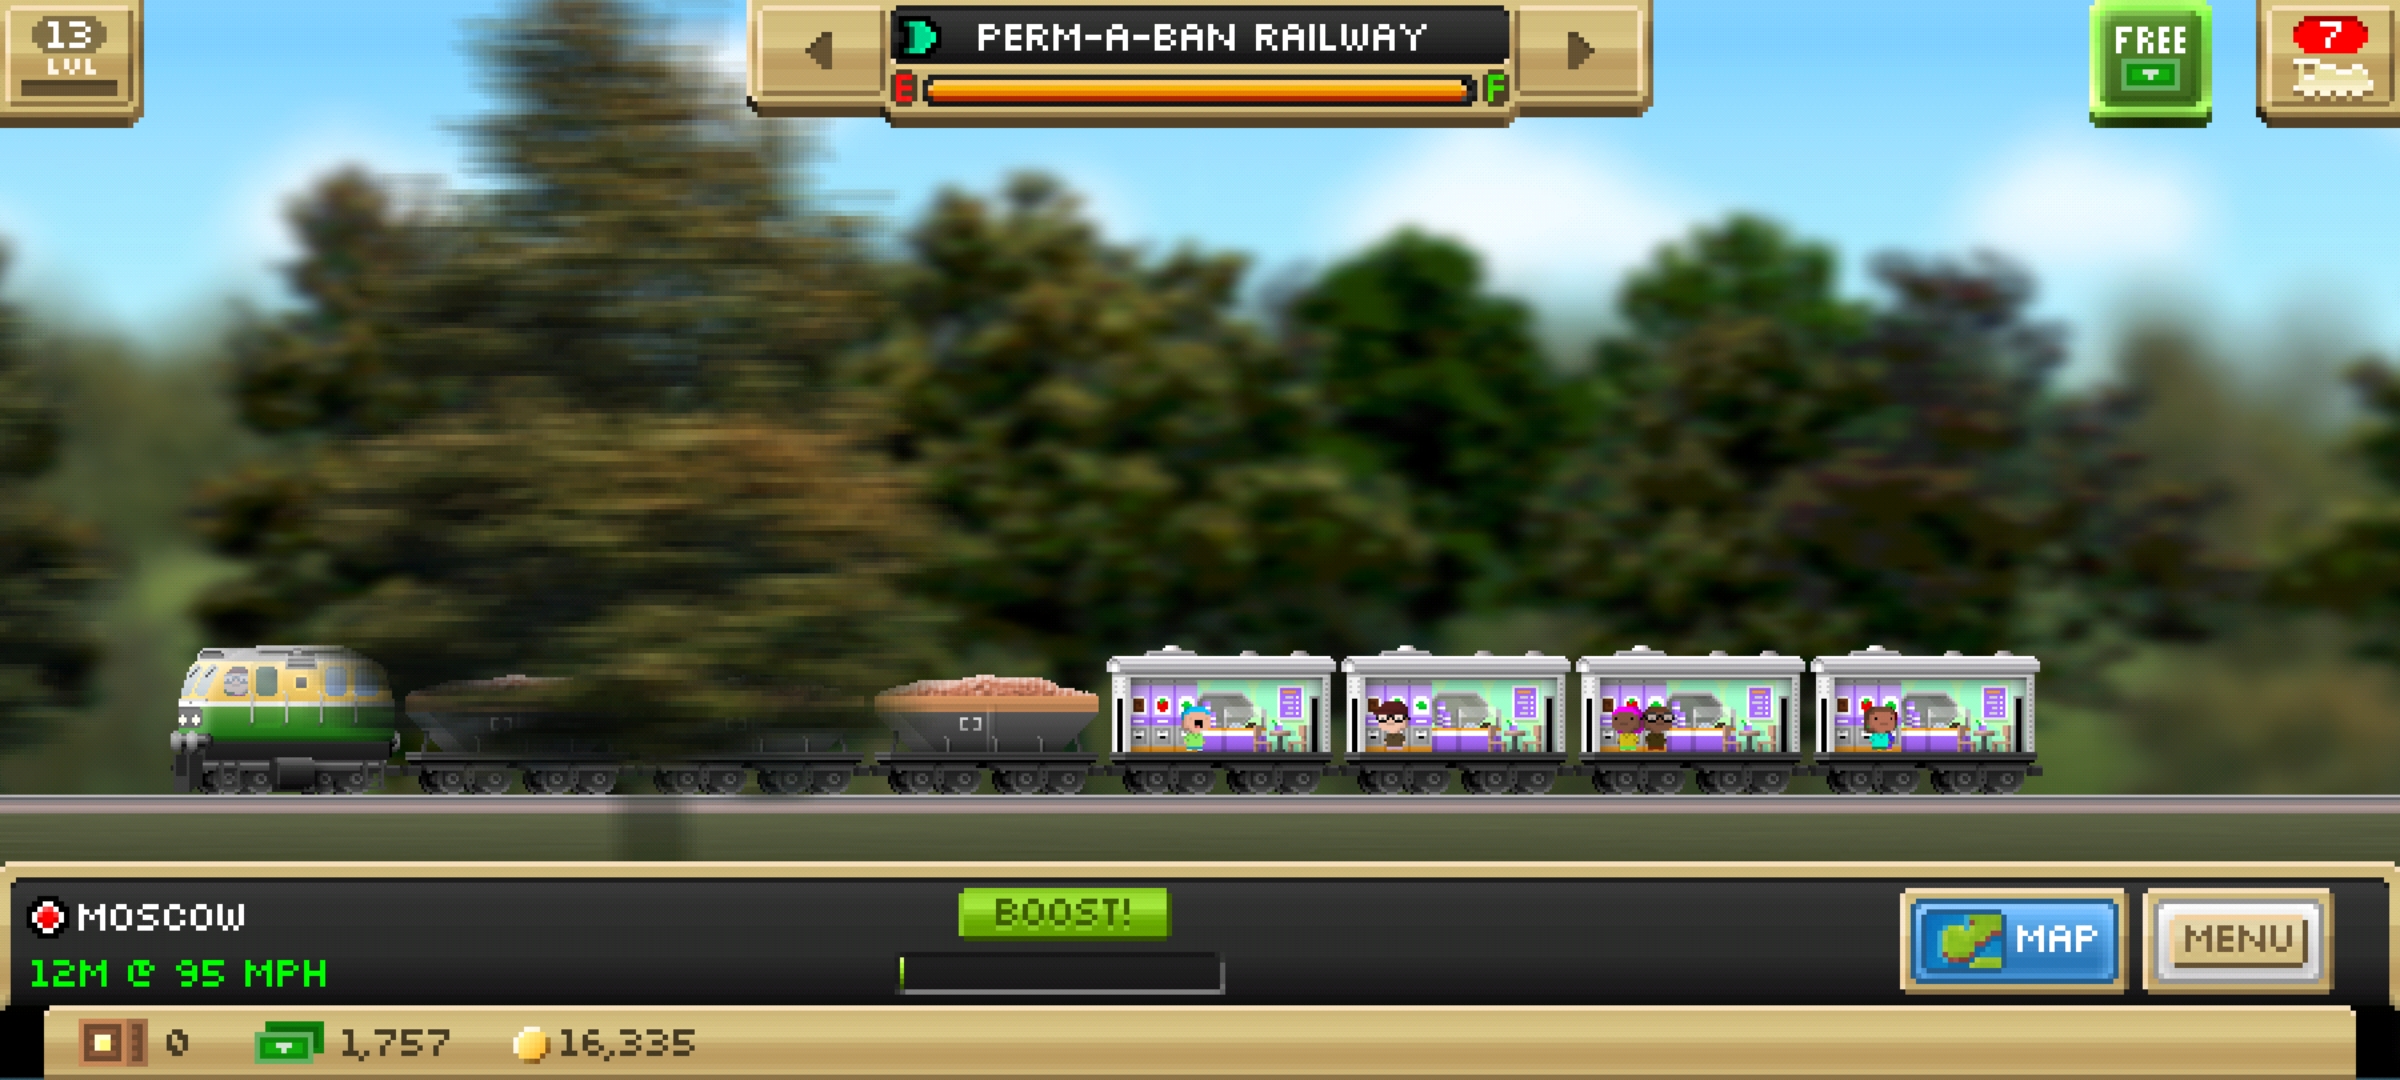 13
LVL
PERM-A-BAN RAILWAY
E F
FREE
7
MOSCOW
12M @ 95 MPH
BOOST!
MAP
MENU
0 1,757 16,335